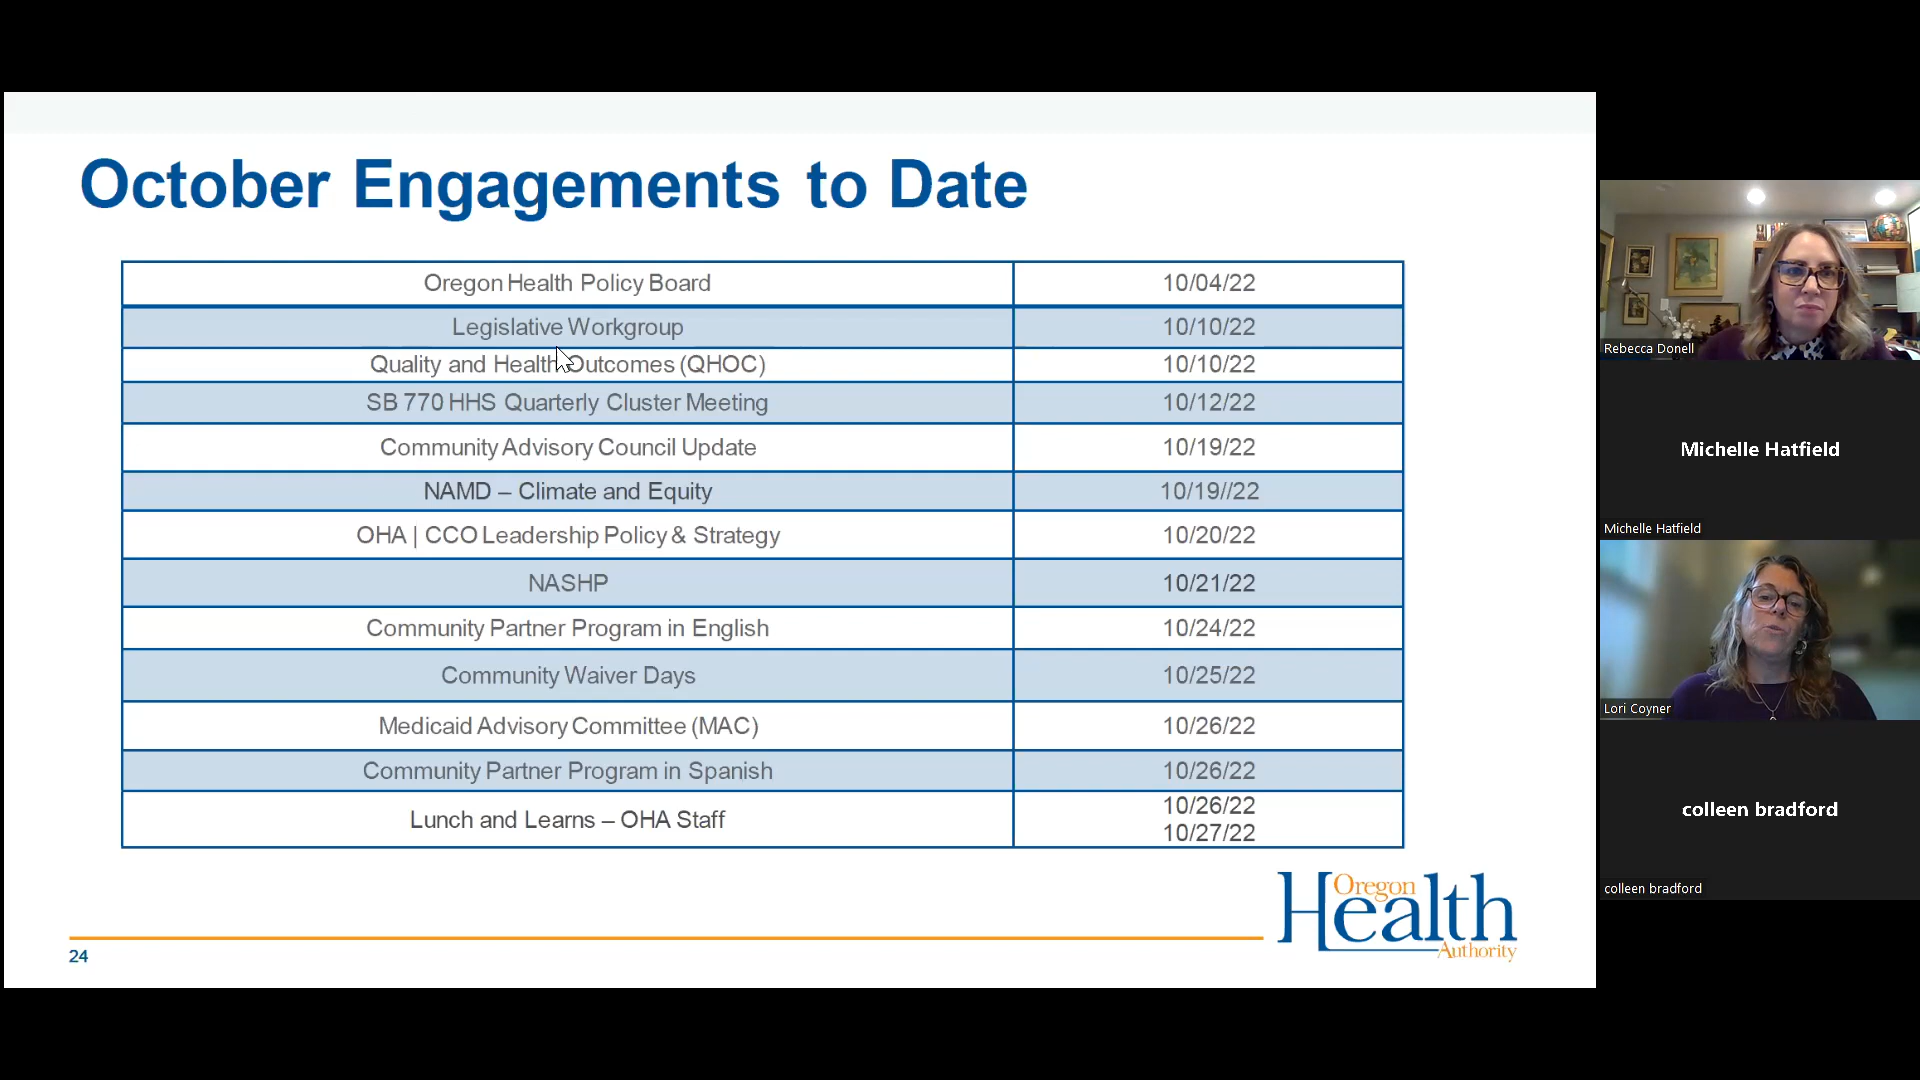 October Engagements to Date
Oregon Health Policy Board 10/04/22
Legislative Workgroup 10/10/22
Quality and Health Outcomes (QHOC) 10/10/22
SB 770 HHS Quarterly Cluster Meeting 10/12/22
Community Advisory Council Update 10/19/22
NAMD – Climate and Equity 10/19//22
OHA | CCO Leadership Policy & Strategy 10/20/22
NASHP 10/21/22
Community Partner Program in English 10/24/22
Community Waiver Days 10/25/22
Medicaid Advisory Committee (MAC) 10/26/22
Community Partner Program in Spanish 10/26/22
Lunch and Learns – OHA Staff 10/26/22
10/27/22
Oregon
Health
Authority
24
Rebecca Donell
Michelle Hatfield
Michelle Hatfield
Lori Coyner
colleen bradford
colleen bradford